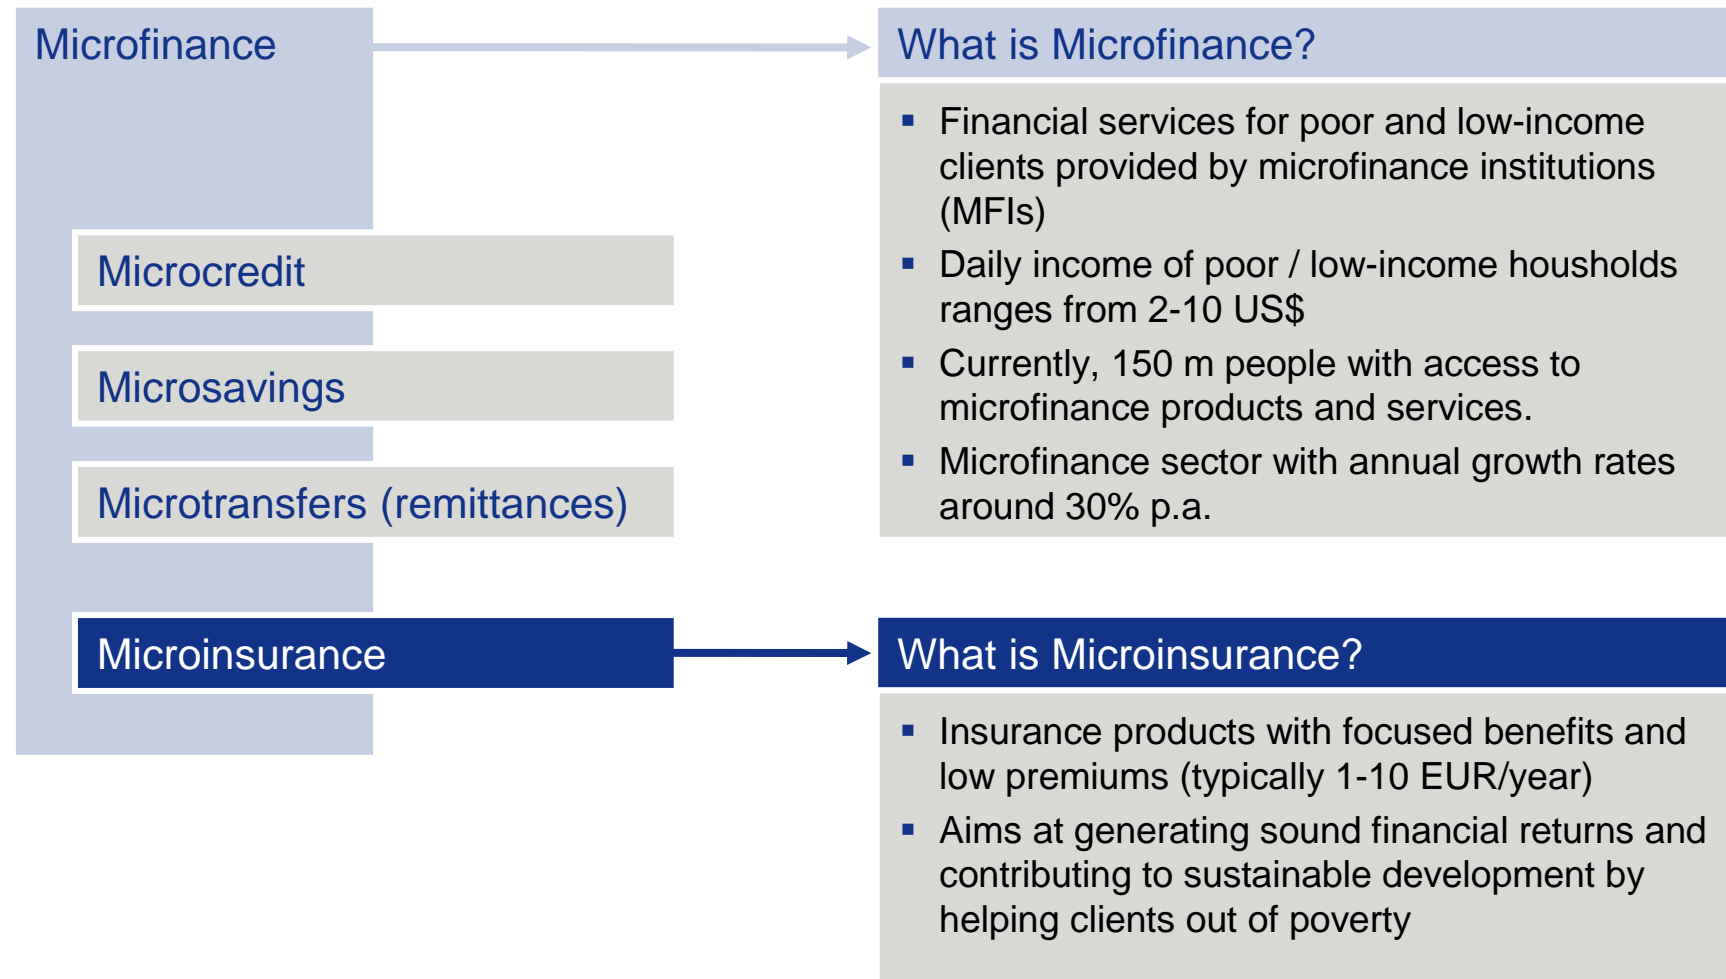 Microfinance
Microcredit
Microsavings
Microtransfers (remittances)
Microinsurance
What is Microfinance?
▪ Financial services for poor and low-income
clients provided by microfinance institutions
(MFIs)
▪ Daily income of poor / low-income housholds
ranges from 2-10 US$
▪ Currently, 150 m people with access to
microfinance products and services.
▪ Microfinance sector with annual growth rates
around 30% p.a.
What is Microinsurance?
▪ Insurance products with focused benefits and
low premiums (typically 1-10 EUR/year)
▪ Aims at generating sound financial returns and
contributing to sustainable development by
helping clients out of poverty